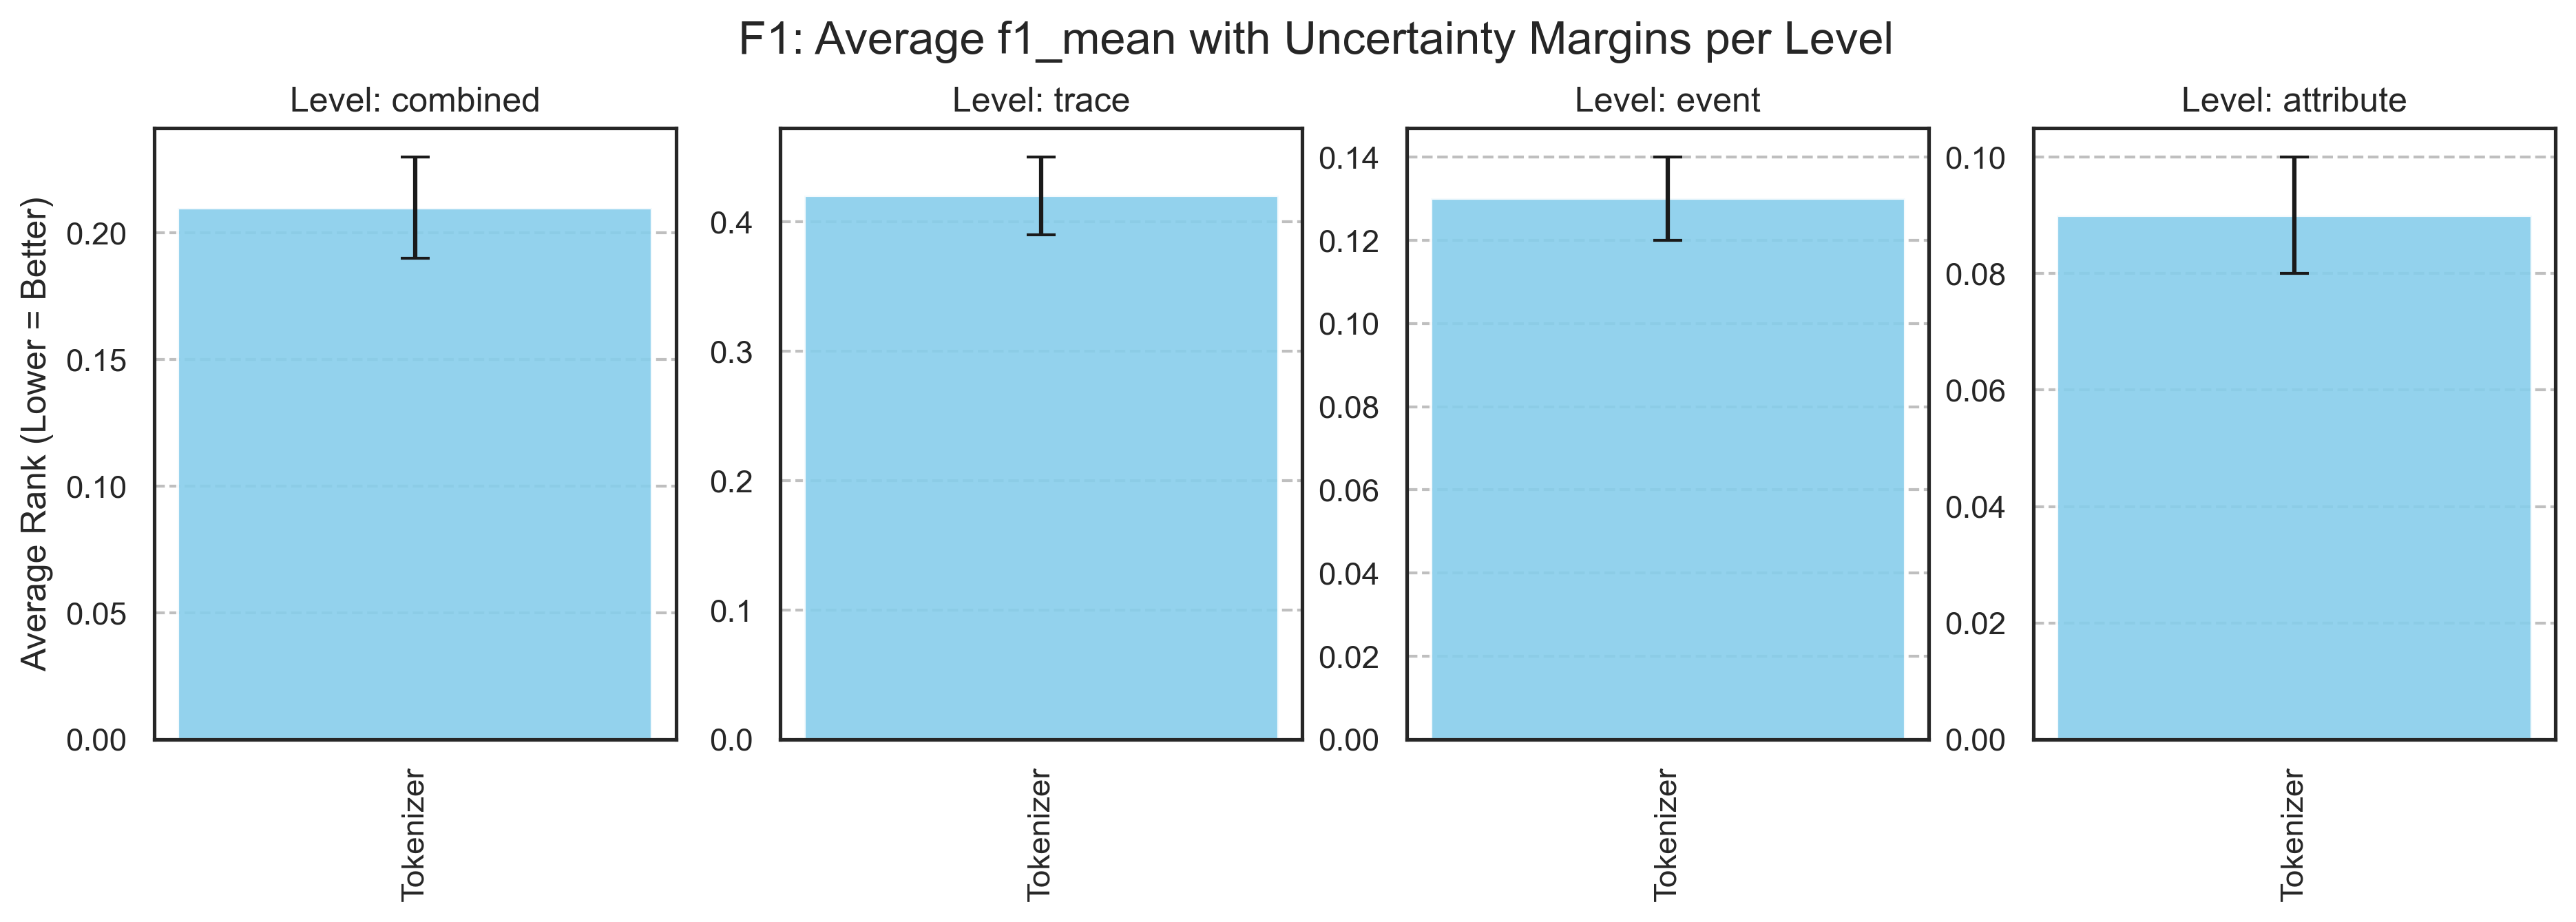 F1: Average f1_mean with Uncertainty Margins per Level
Level: combined
Average Rank (Lower = Better)
0.20
0.15
0.10
0.05
0.00
Tokenizer
Level: trace
0.4
0.3
0.2
0.1
0.0
Tokenizer
Level: event
0.14
0.12
0.10
0.08
0.06
0.04
0.02
0.00
Tokenizer
Level: attribute
0.10
0.08
0.06
0.04
0.02
0.00
Tokenizer